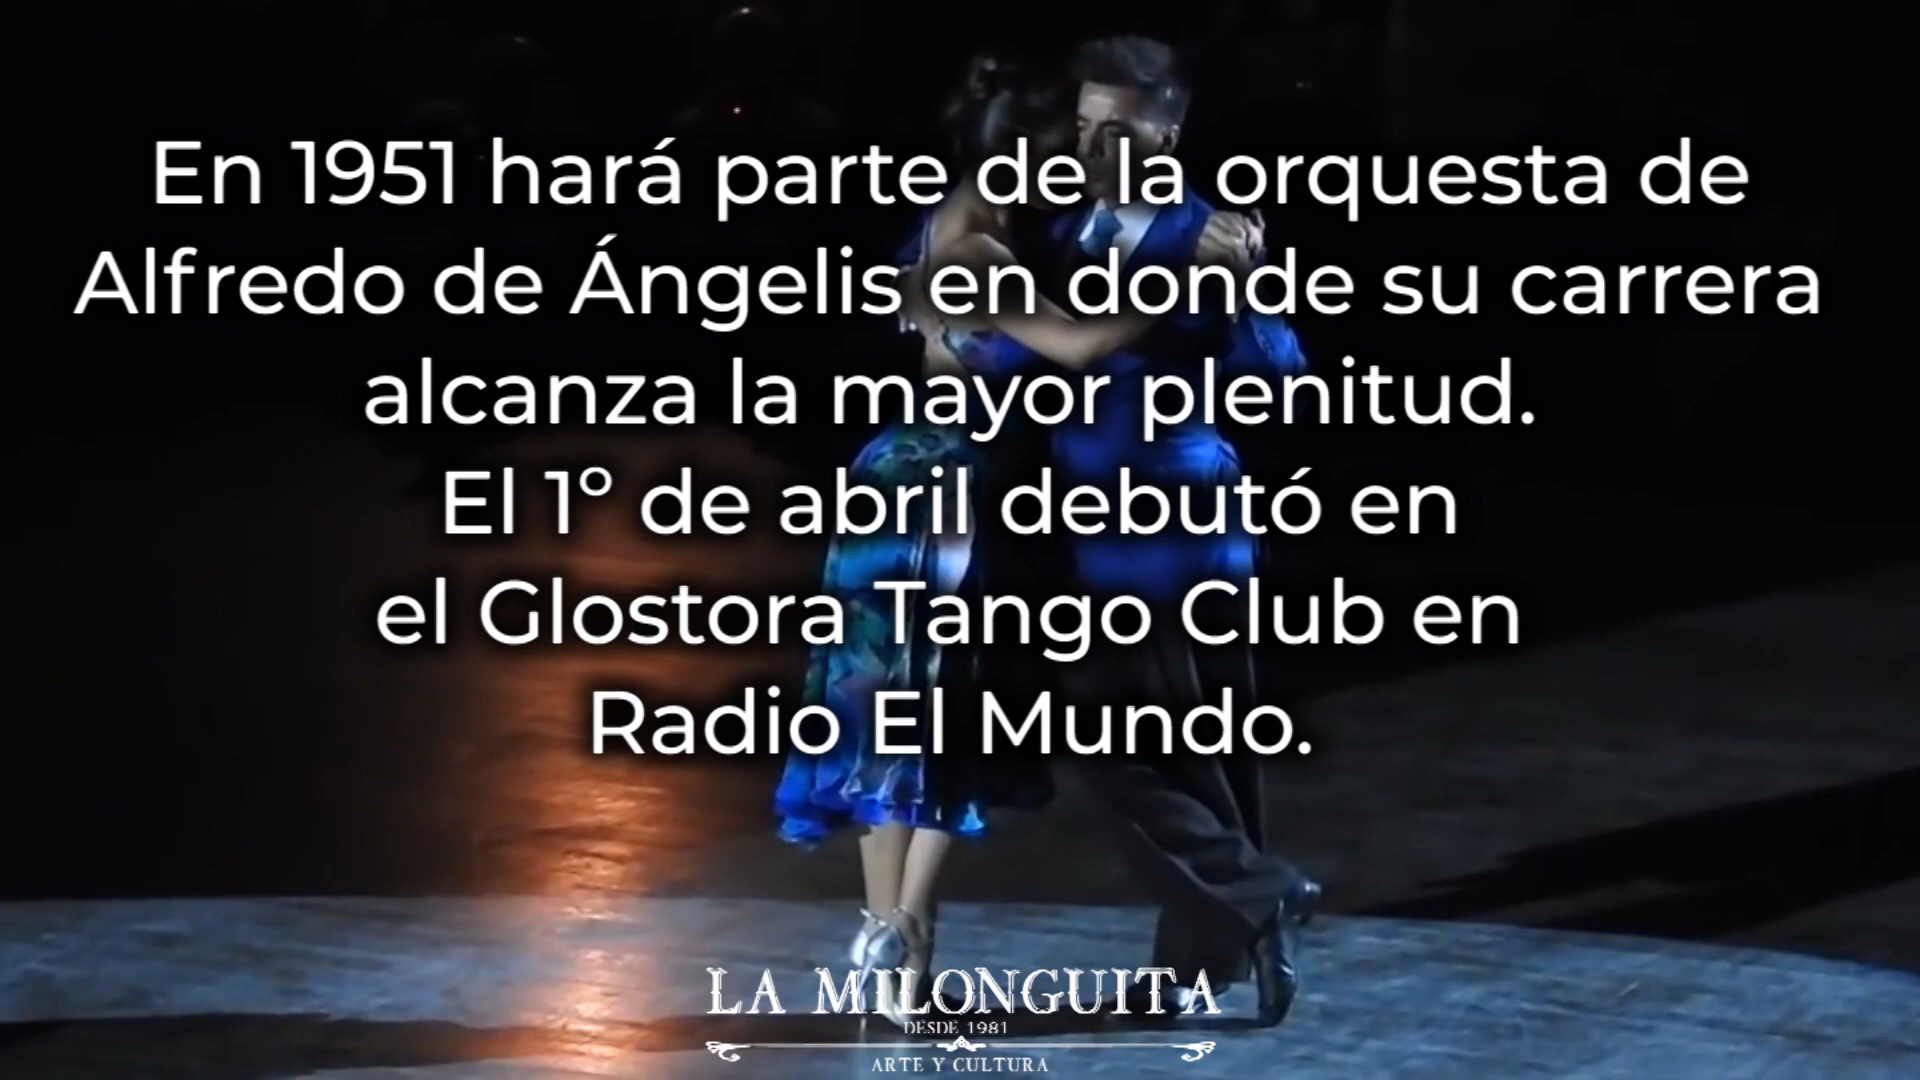 En 1951 hará parte de la orquesta de
Alfredo de Ángelis en donde su carrera
alcanza la mayor plenitud.
El 1º de abril debutó en
el Glostora Tango Club en
Radio El Mundo.
LA MILONGUITA
DESDE 1981
ARTE Y CULTURA